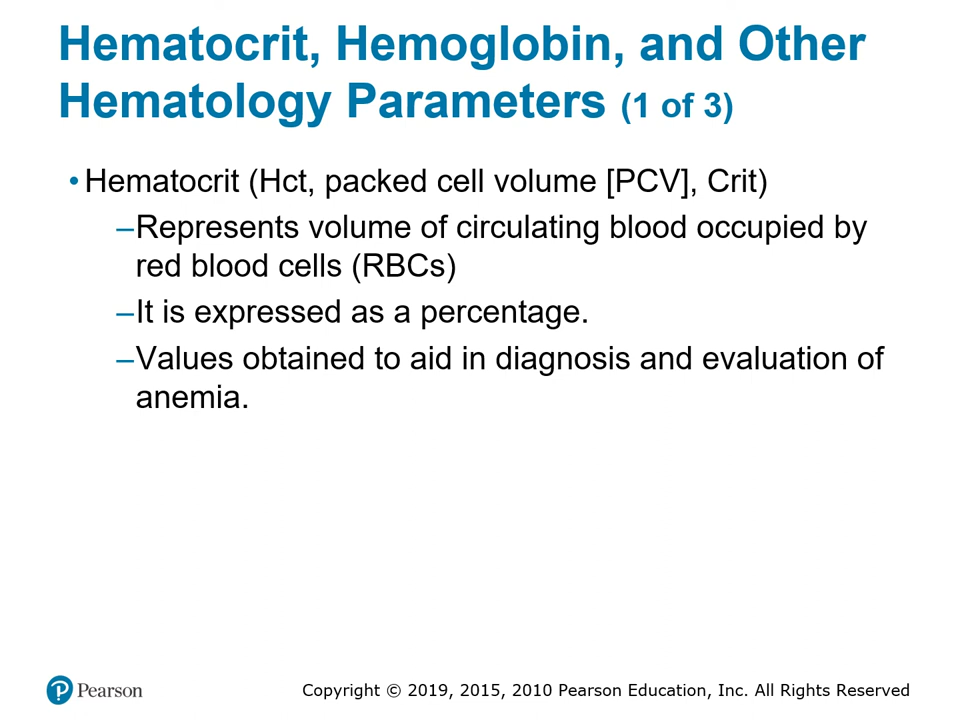 Hematocrit, Hemoglobin, and Other
Hematology Parameters (1 of 3)
• Hematocrit (Hct, packed cell volume [PCV], Crit)
–Represents volume of circulating blood occupied by
red blood cells (RBCs)
–It is expressed as a percentage.
–Values obtained to aid in diagnosis and evaluation of
anemia.
Pearson
Copyright © 2019, 2015, 2010 Pearson Education, Inc. All Rights Reserved